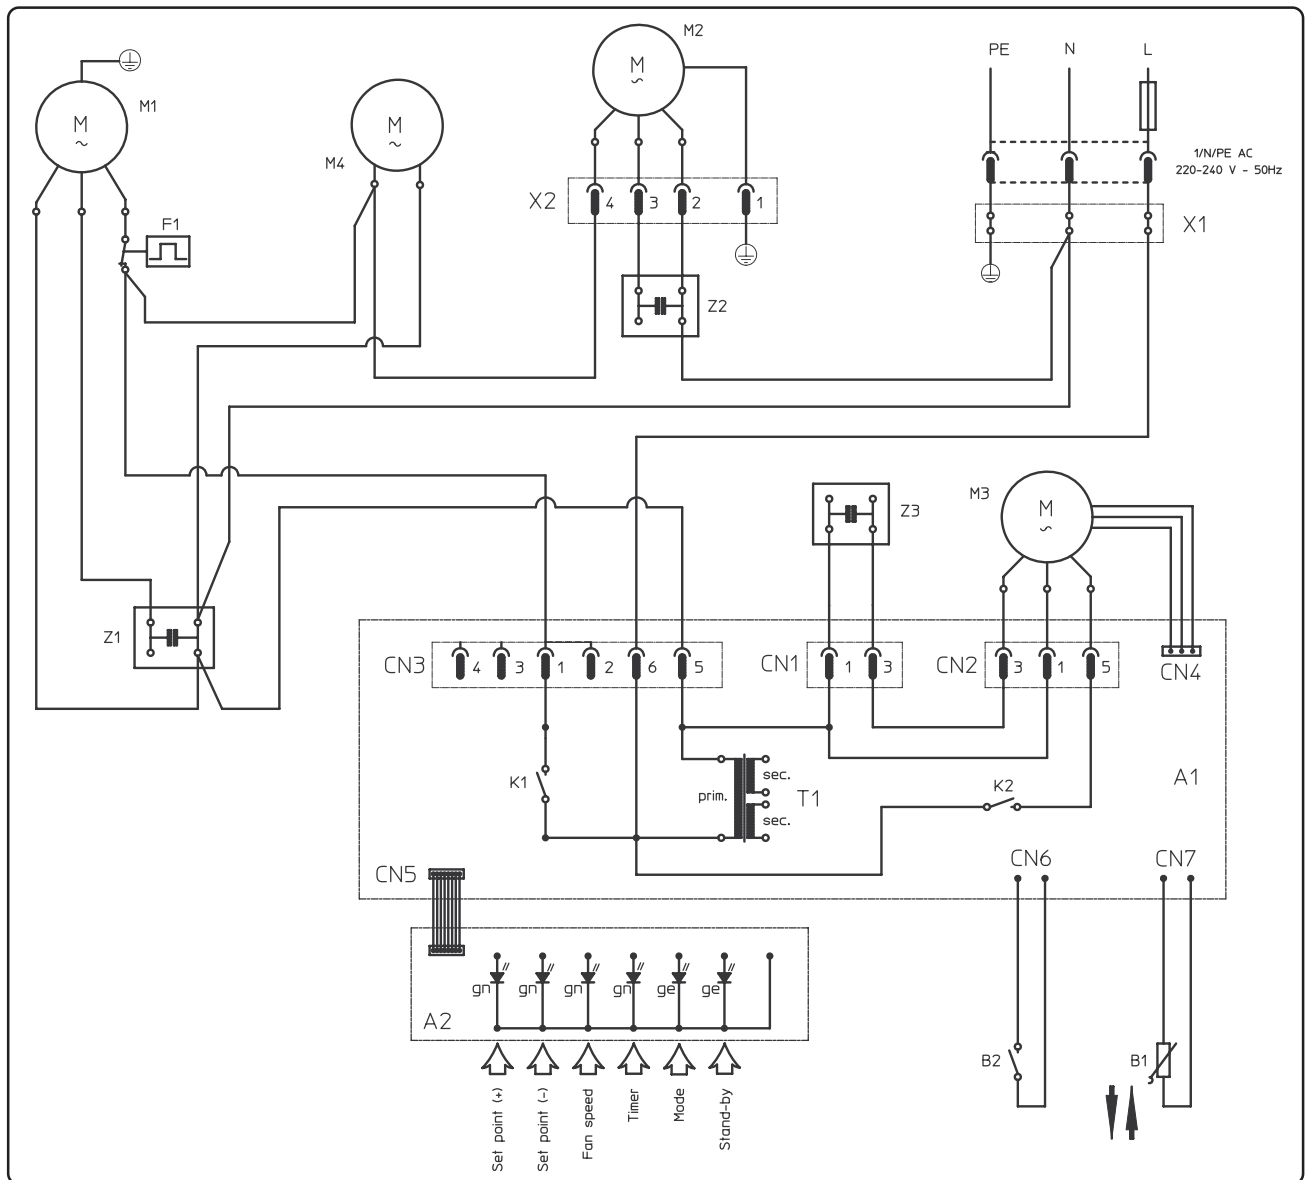 M1
M
~
M4
M
~
M2
M
~
PE N L
1/N/PE AC
220-240 V - 50Hz
F1
X2 4 3 2 1
X1
Z2
Z1
Z3
M3
M
~
CN3 4 3 1 2 6 5
CN1 1 3
CN2 3 1 5
CN4
K1
prim.
sec.
sec.
T1
K2
A1
CN5
CN6
CN7
gn gn gn gn ge ge
A2
B2
B1
Set point (+)
Set point (-)
Fan speed
Timer
Mode
Stand-by